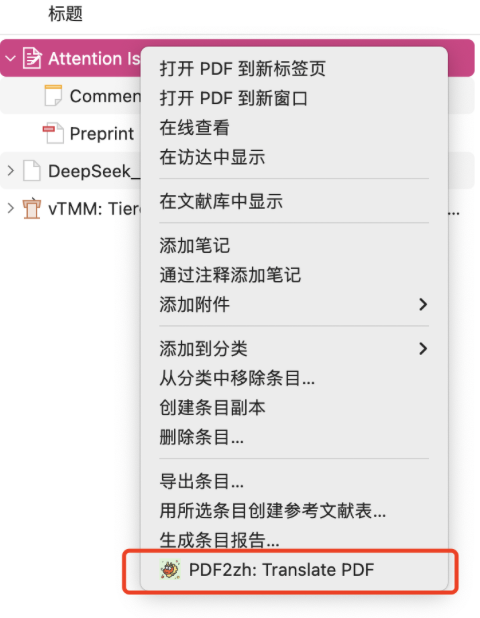 标题
Attention Is
Commen
Preprint
DeepSeek_
vTMM: Tier
...
打开 PDF 到新标签页
打开 PDF 到新窗口
在线查看
在访达中显示
在文献库中显示
添加笔记
通过注释添加笔记
添加附件
添加到分类
从分类中移除条目...
创建条目副本
删除条目...
导出条目...
用所选条目创建参考文献表...
生成条目报告...
PDF2zh: Translate PDF